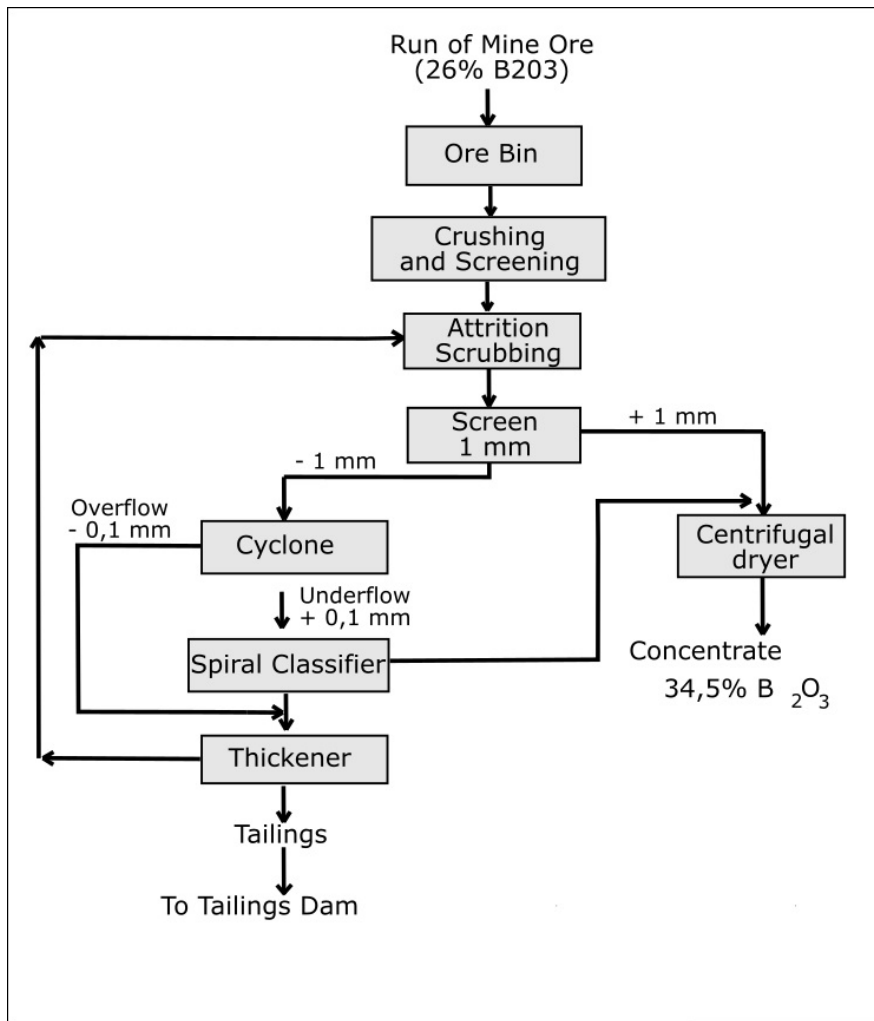 Run of Mine Ore
(26% B203)
Ore Bin
Crushing
and Screening
Attrition
Scrubbing
Screen
1 mm
+ 1 mm
- 1 mm
Overflow
- 0,1 mm
Cyclone
Centrifugal
dryer
Underflow
+ 0,1 mm
Spiral Classifier
Concentrate
34,5% B 2O3
Thickener
Tailings
To Tailings Dam